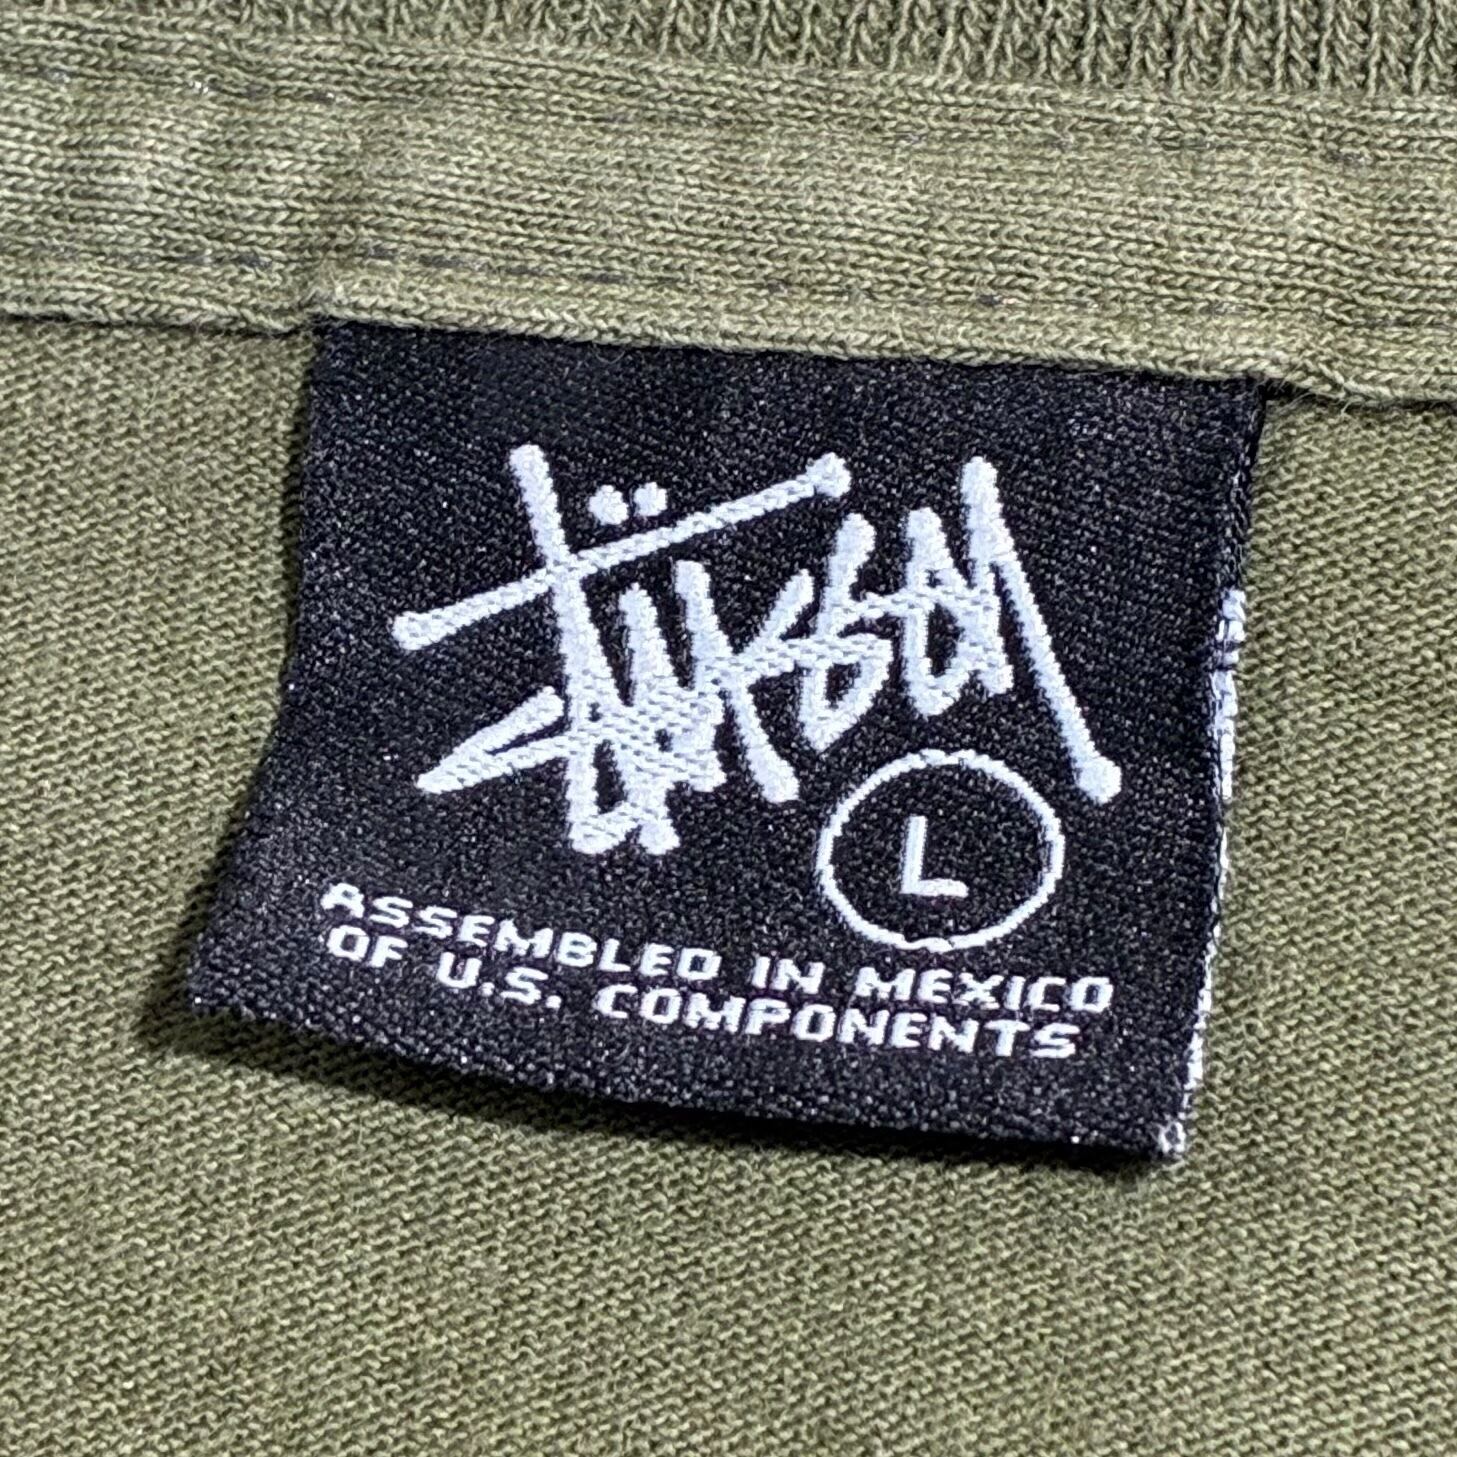 Stüssy
L
ASSEMBLED IN MEXICO
OF U.S. COMPONENTS